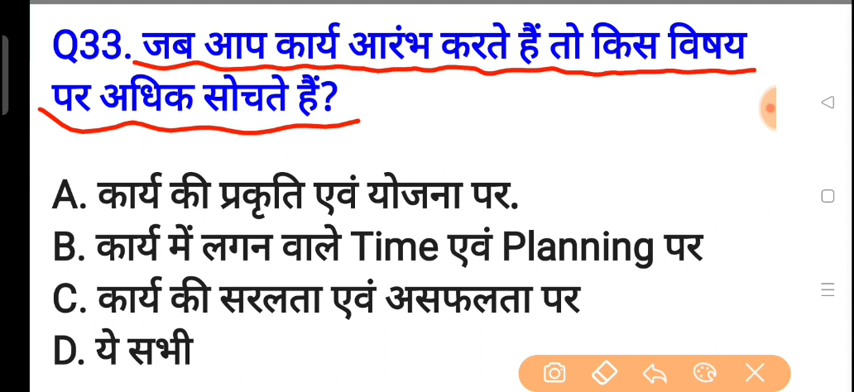 Q33. जब आप कार्य आरंभ करते हैं तो किस विषय
पर अधिक सोचते हैं?
A. कार्य की प्रकृति एवं योजना पर.
B. कार्य में लगन वाले Time एवं Planning पर
C. कार्य की सरलता एवं असफलता पर
D. ये सभी